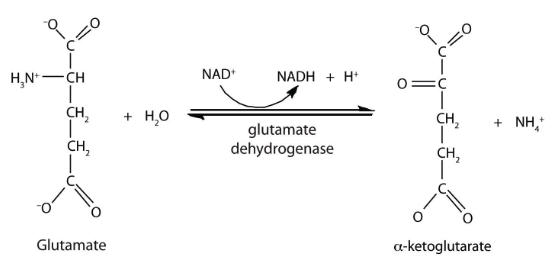 ⁻O O
C
H₃N⁺ CH
CH₂
CH₂
C
⁻O O
Glutamate
+ H₂O
NAD⁺ NADH + H⁺
glutamate
dehydrogenase
⁻O O
C
O C
CH₂
CH₂
C
O O
α-ketoglutarate
+ NH₄⁺